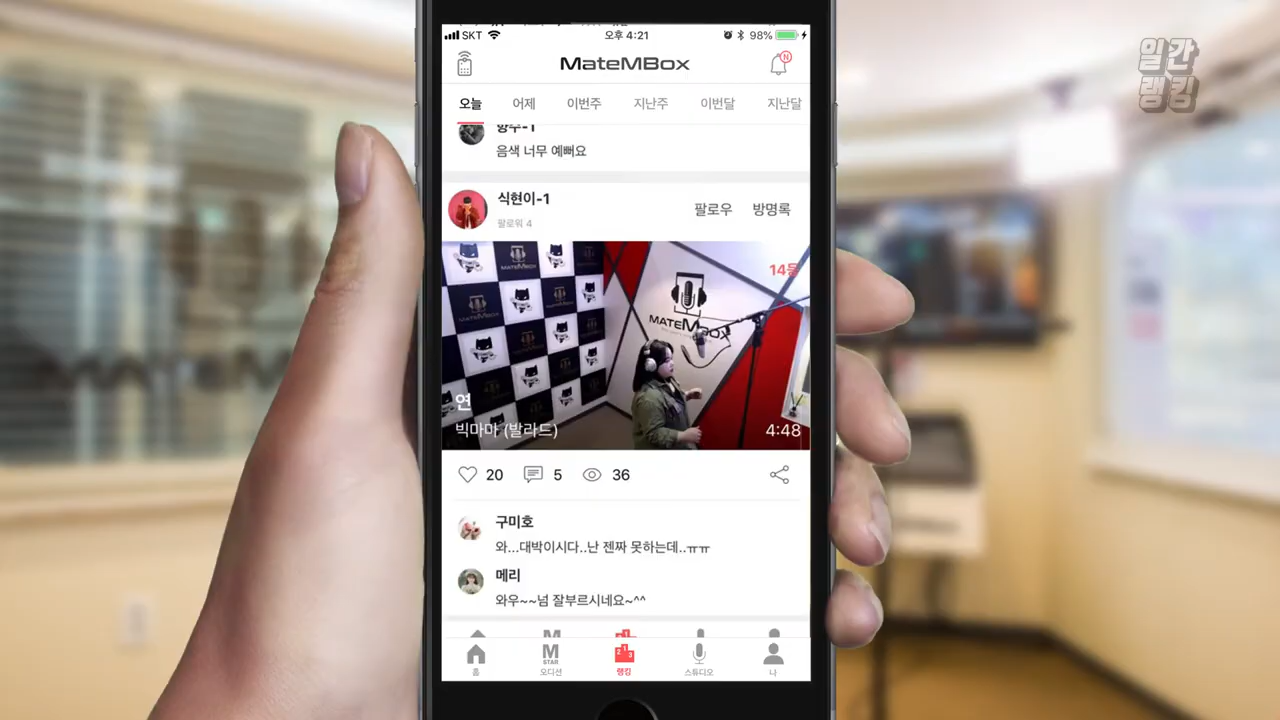 SKT 오후 4:21 98%
MateMBox N
일간
랭킹
오늘 어제 이번주 지난주 이번달 지난달
음색 너무 예뻐요
식현이-1
팔로워 4
팔로우 방명록
14
MATEMBOX
MATEMBOX
연
빅마마 (발라드) 4:48
20 5 36
구미호
와...대박이시다..난 젠짜 못하는데..ㅠㅠ
메리
와우~~넘 잘부르시네요~^^
M
STAR
홈 오디션 랭킹 스튜디오 나